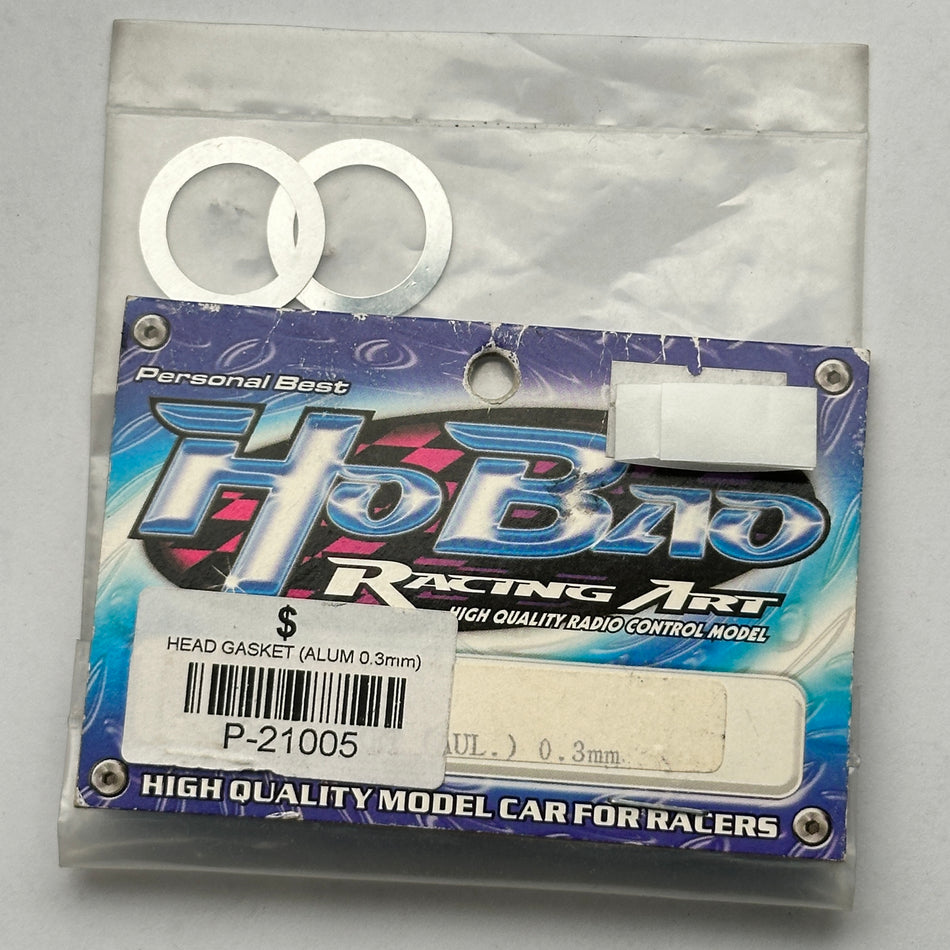 Personal Best
HoBao
Racing Art
HIGH QUALITY RADIO CONTROL MODEL
$
HEAD GASKET (ALUM 0.3mm)
P-21005
AUL.) 0.3mm
HIGH QUALITY MODEL CAR FOR RACERS